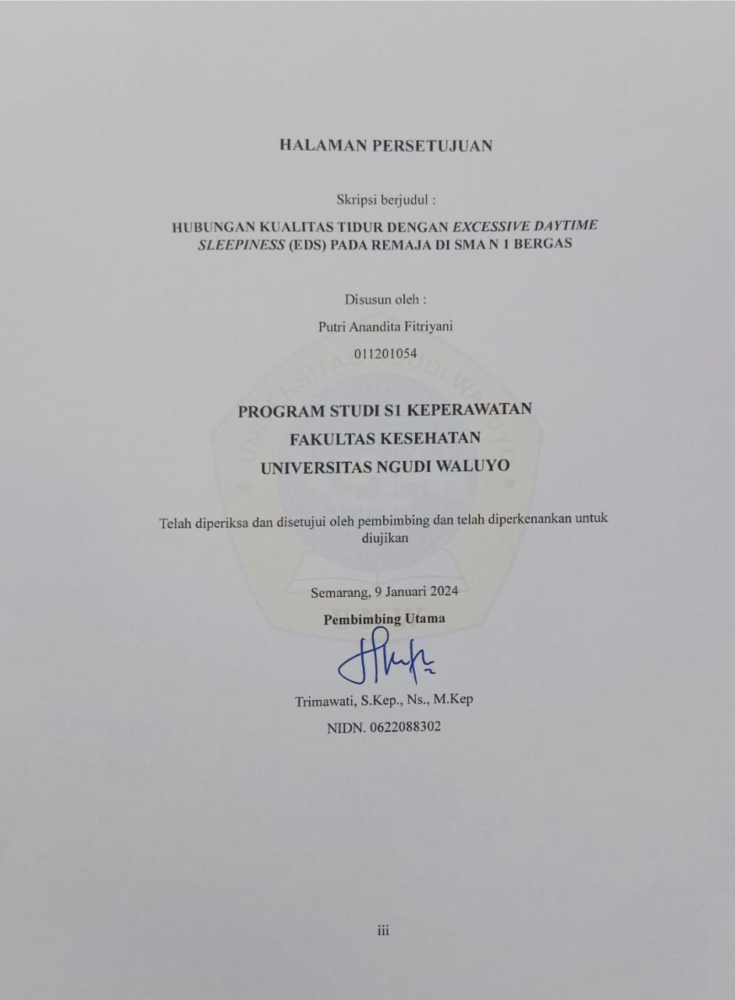 HALAMAN PERSETUJUAN
Skripsi berjudul :
HUBUNGAN KUALITAS TIDUR DENGAN EXCESSIVE DAYTIME
SLEEPINESS (EDS) PADA REMAJA DI SMA N 1 BERGAS
Disusun oleh :
Putri Anandita Fitriyani
011201054
UNIVERSITAS NGUDI WALUYO
PROGRAM STUDI S1 KEPERAWATAN
FAKULTAS KESEHATAN
UNIVERSITAS NGUDI WALUYO
Telah diperiksa dan disetujui oleh pembimbing dan telah diperkenankan untuk
diujikan
Semarang, 9 Januari 2024
Pembimbing Utama
Trimawati, S.Kep., Ns., M.Kep
NIDN. 0622088302
iii